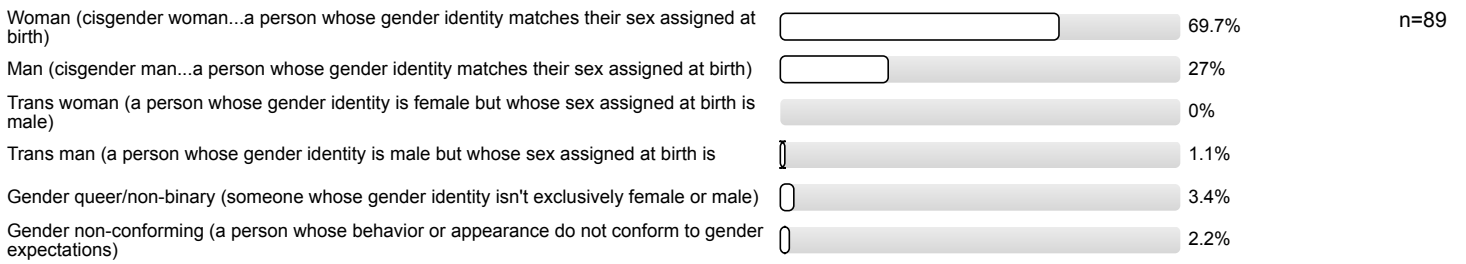 Woman (cisgender woman...a person whose gender identity matches their sex assigned at
birth)
69.7%
n=89
Man (cisgender man...a person whose gender identity matches their sex assigned at birth)
27%
Trans woman (a person whose gender identity is female but whose sex assigned at birth is
male)
0%
Trans man (a person whose gender identity is male but whose sex assigned at birth is
1.1%
Gender queer/non-binary (someone whose gender identity isn't exclusively female or male)
3.4%
Gender non-conforming (a person whose behavior or appearance do not conform to gender
expectations)
2.2%